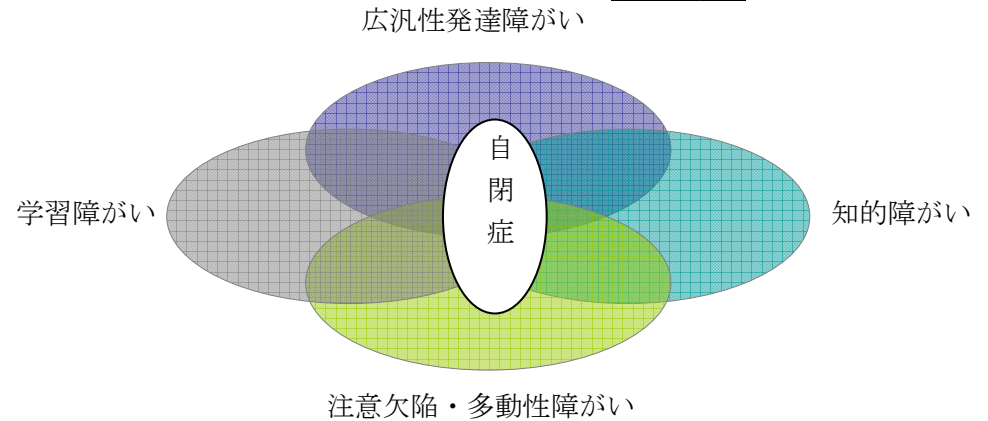 広汎性発達障がい
自閉症
学習障がい
知的障がい
注意欠陥・多動性障がい